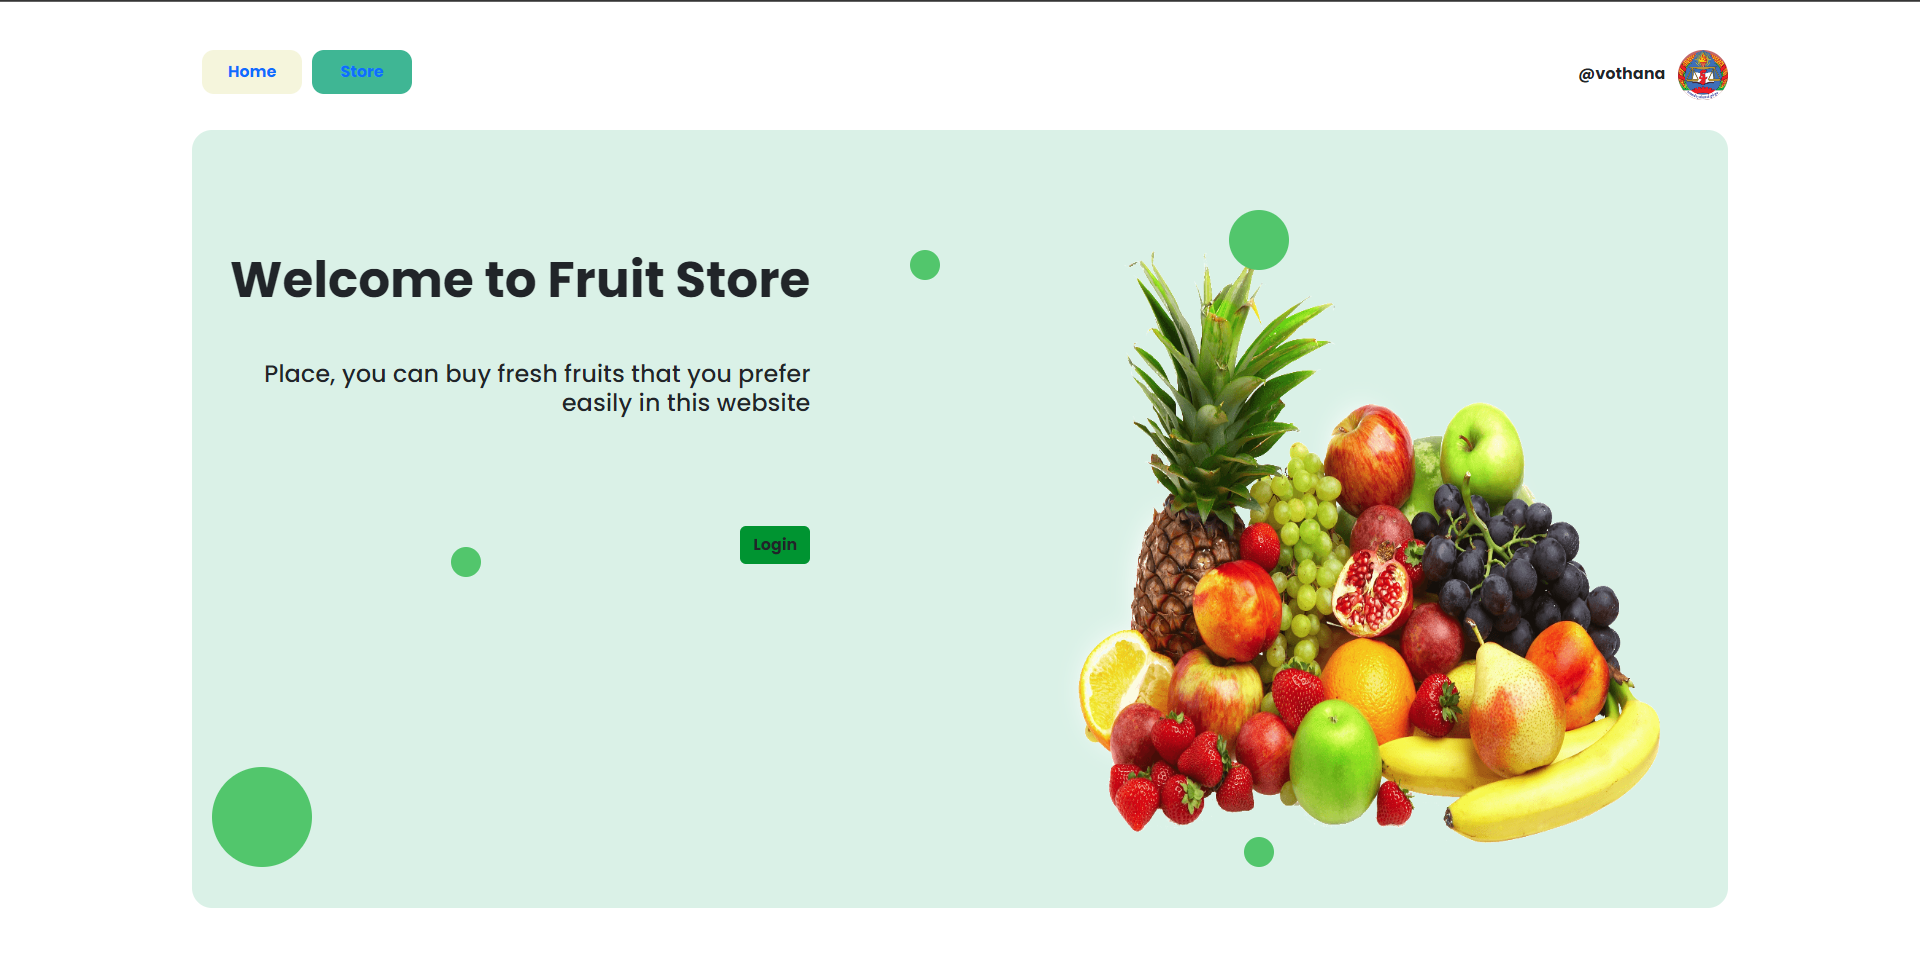 Home
Store
@vothana
Welcome to Fruit Store
Place, you can buy fresh fruits that you prefer
easily in this website
Login